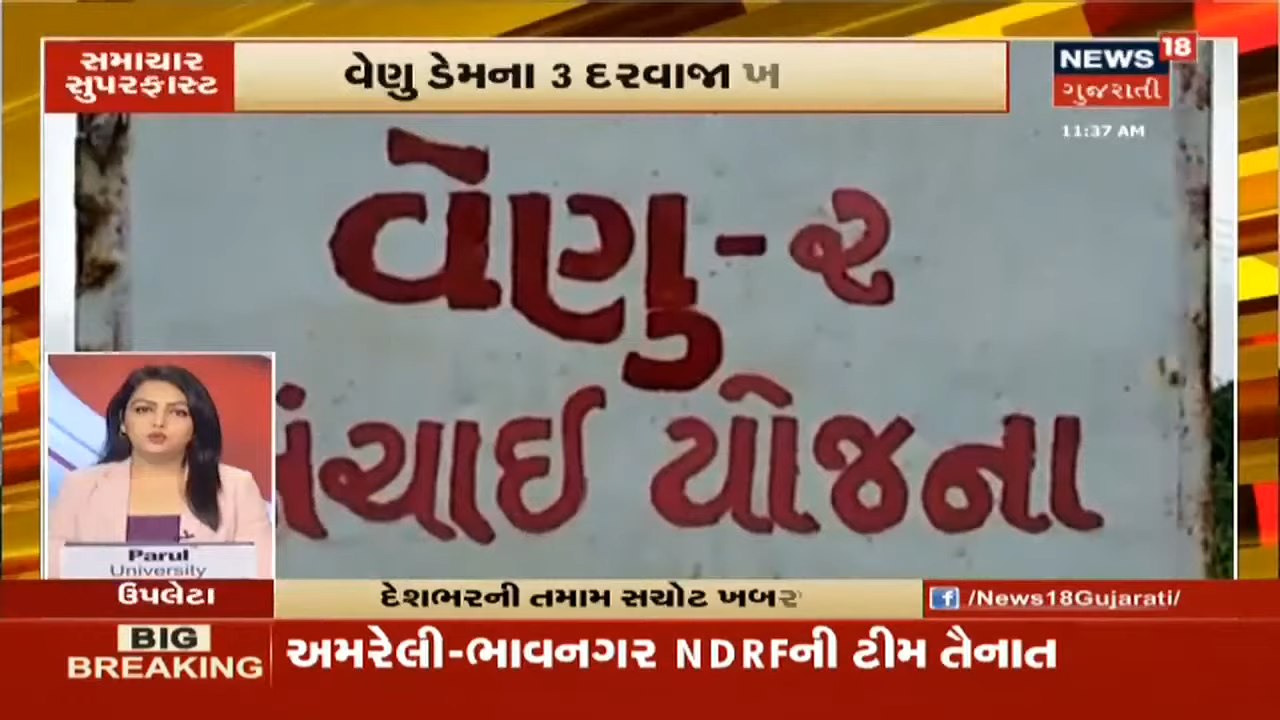 સમાચાર
સુપરફાસ્ટ
વેણુ ડેમના 3 દરવાજા
NEWS 18
ગુજરાતી
11:37 AM
વેણુ-૨
યોજના
Parul
University
ઉપલેટા
દેશભરની તમામ સચોટ ખબર
/News18Gujarati/
BIG
BREAKING
અમરેલી-ભાવનગર NDRFની ટીમ તૈનાત